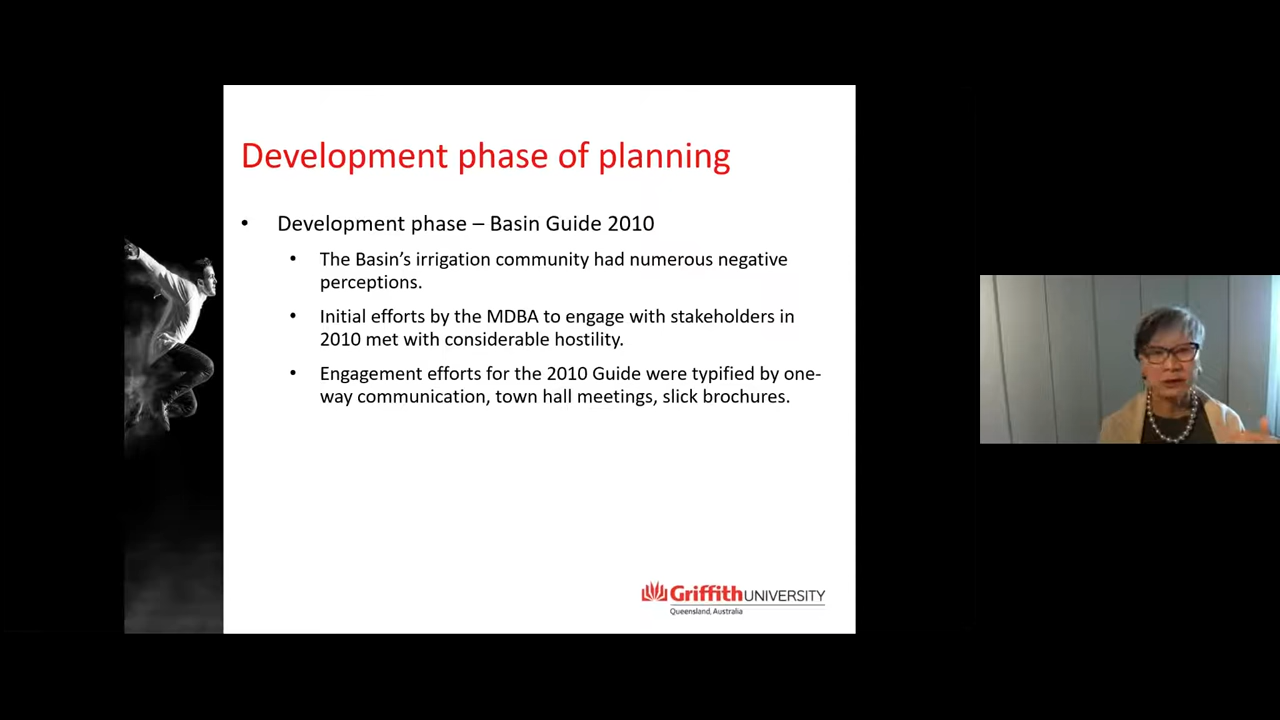 Development phase of planning
• Development phase – Basin Guide 2010
• The Basin's irrigation community had numerous negative
perceptions.
• Initial efforts by the MDBA to engage with stakeholders in
2010 met with considerable hostility.
• Engagement efforts for the 2010 Guide were typified by one-
way communication, town hall meetings, slick brochures.
Griffith UNIVERSITY
Queensland, Australia